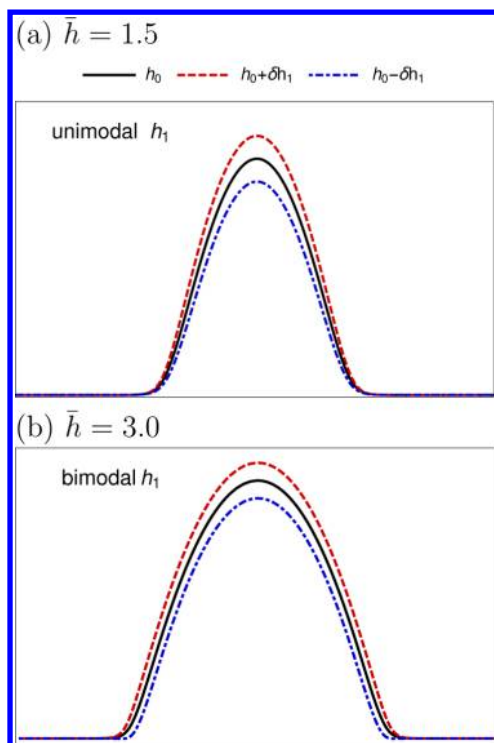 (a) h̄ = 1.5
h₀ h₀+δh₁ h₀−δh₁
unimodal h₁
(b) h̄ = 3.0
bimodal h₁